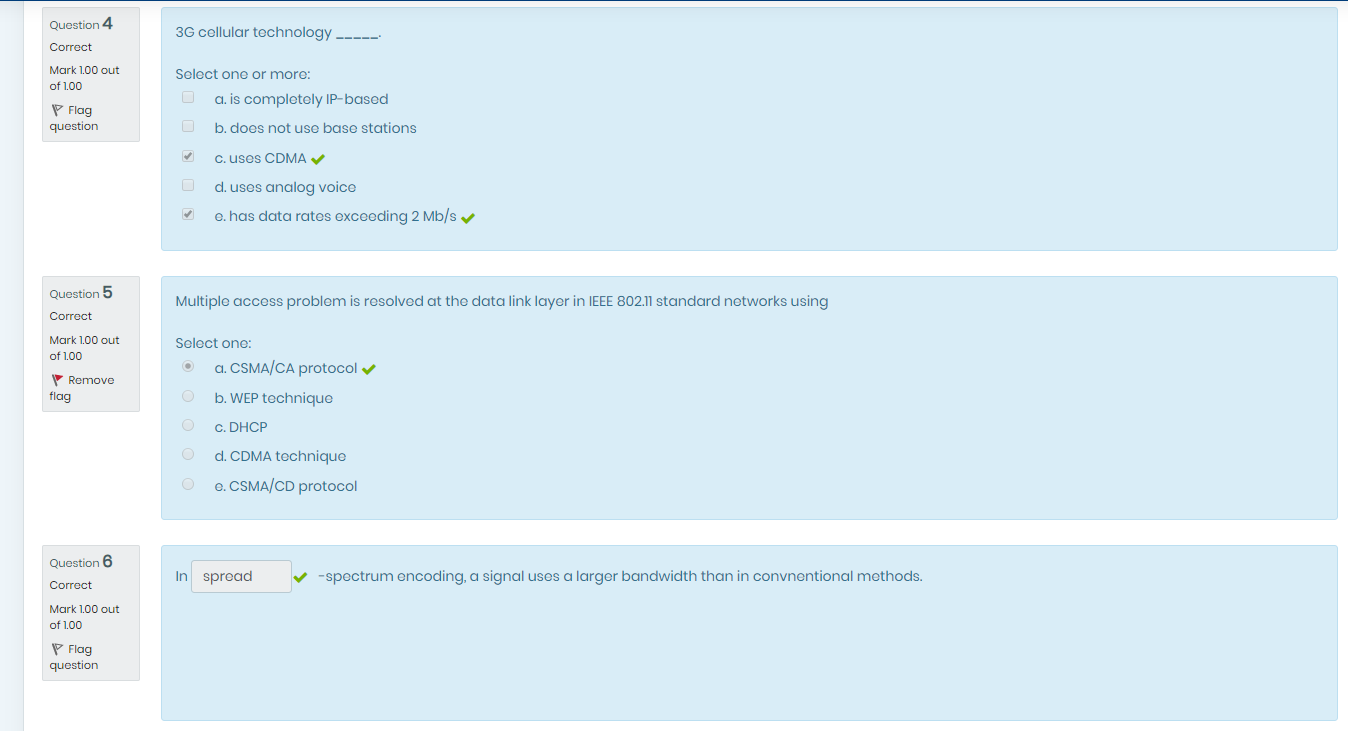 Question 4
Correct
Mark 1.00 out
of 1.00
Flag
question
3G cellular technology _____.
Select one or more:
a. is completely IP-based
b. does not use base stations
c. uses CDMA
d. uses analog voice
e. has data rates exceeding 2 Mb/s
Question 5
Correct
Mark 1.00 out
of 1.00
Remove
flag
Multiple access problem is resolved at the data link layer in IEEE 802.11 standard networks using
Select one:
a. CSMA/CA protocol
b. WEP technique
c. DHCP
d. CDMA technique
e. CSMA/CD protocol
Question 6
Correct
Mark 1.00 out
of 1.00
Flag
question
In spread -spectrum encoding, a signal uses a larger bandwidth than in convnentional methods.